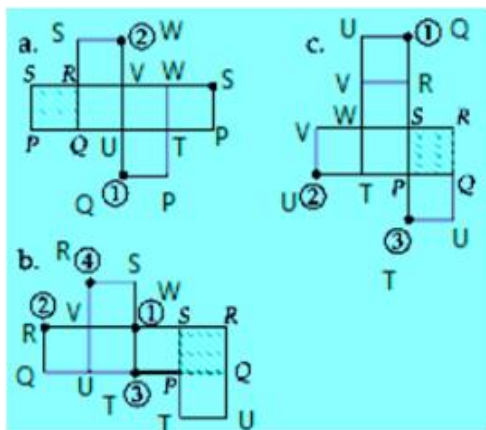 a. S ② W
c. U ① Q
S R V W S
V R
P Q U T P
V W S R
Q ① P
U ② T P Q
③ U
T
b. R ④ S
② V ① W S R
R
Q U T ③ P Q
T U